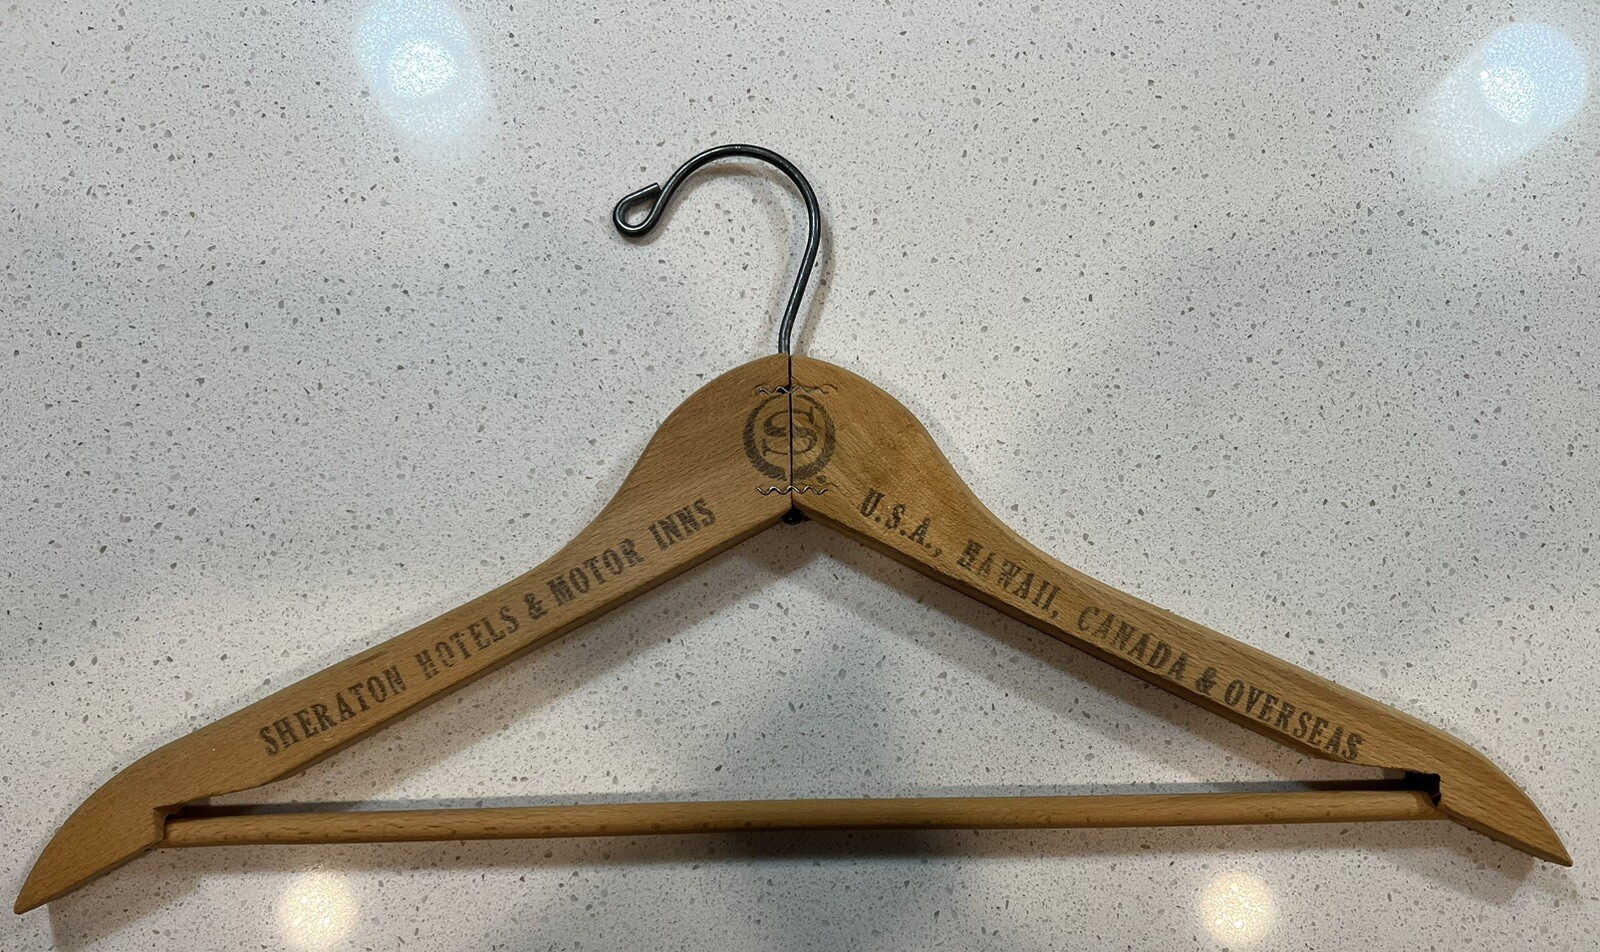 S
SHERATON HOTELS & MOTOR INNS
U.S.A., HAWAII, CANADA & OVERSEAS